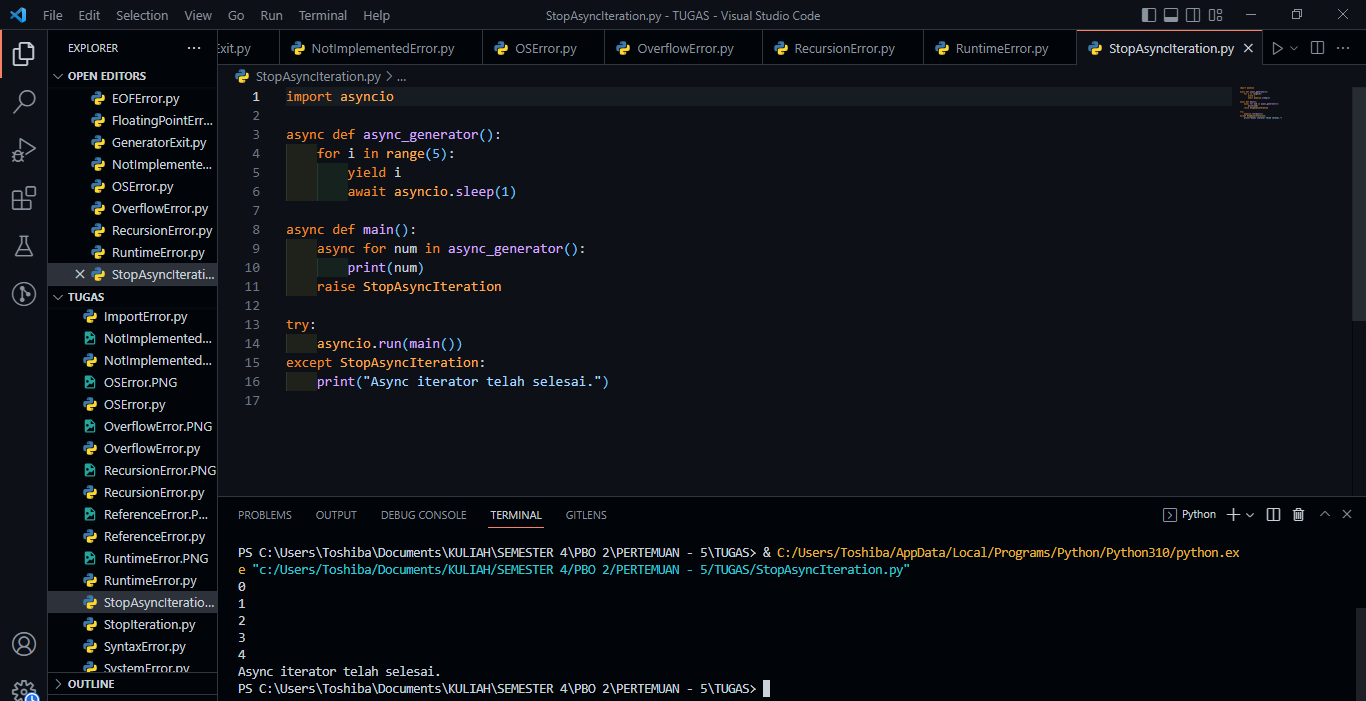 File Edit Selection View Go Run Terminal Help
StopAsyncIteration.py - TUGAS - Visual Studio Code
EXPLORER
Exit.py
NotImplementedError.py
OSError.py
OverflowError.py
RecursionError.py
RuntimeError.py
StopAsyncIteration.py
OPEN EDITORS
EOFError.py
FloatingPointErr...
GeneratorExit.py
NotImplemente...
OSError.py
OverflowError.py
RecursionError.py
RuntimeError.py
StopAsyncIterati...
TUGAS
ImportError.py
NotImplemented...
NotImplemented...
OSError.PNG
OSError.py
OverflowError.PNG
OverflowError.py
RecursionError.PNG
RecursionError.py
ReferenceError.P...
ReferenceError.py
RuntimeError.PNG
RuntimeError.py
StopAsyncIteratio...
StopIteration.py
SyntaxError.py
SystemError.py
OUTLINE
StopAsyncIteration.py > ...
1 import asyncio
2
3 async def async_generator():
4     for i in range(5):
5         yield i
6         await asyncio.sleep(1)
7
8 async def main():
9     async for num in async_generator():
10         print(num)
11     raise StopAsyncIteration
12
13 try:
14     asyncio.run(main())
15 except StopAsyncIteration:
16     print("Async iterator telah selesai.")
17
PROBLEMS OUTPUT DEBUG CONSOLE TERMINAL GITLENS
Python
PS C:\Users\Toshiba\Documents\KULIAH\SEMESTER 4\PBO 2\PERTEMUAN - 5\TUGAS> & C:/Users/Toshiba/AppData/Local/Programs/Python/Python310/python.ex
e "c:/Users/Toshiba/Documents/KULIAH/SEMESTER 4/PBO 2/PERTEMUAN - 5/TUGAS/StopAsyncIteration.py"
0
1
2
3
4
Async iterator telah selesai.
PS C:\Users\Toshiba\Documents\KULIAH\SEMESTER 4\PBO 2\PERTEMUAN - 5\TUGAS>